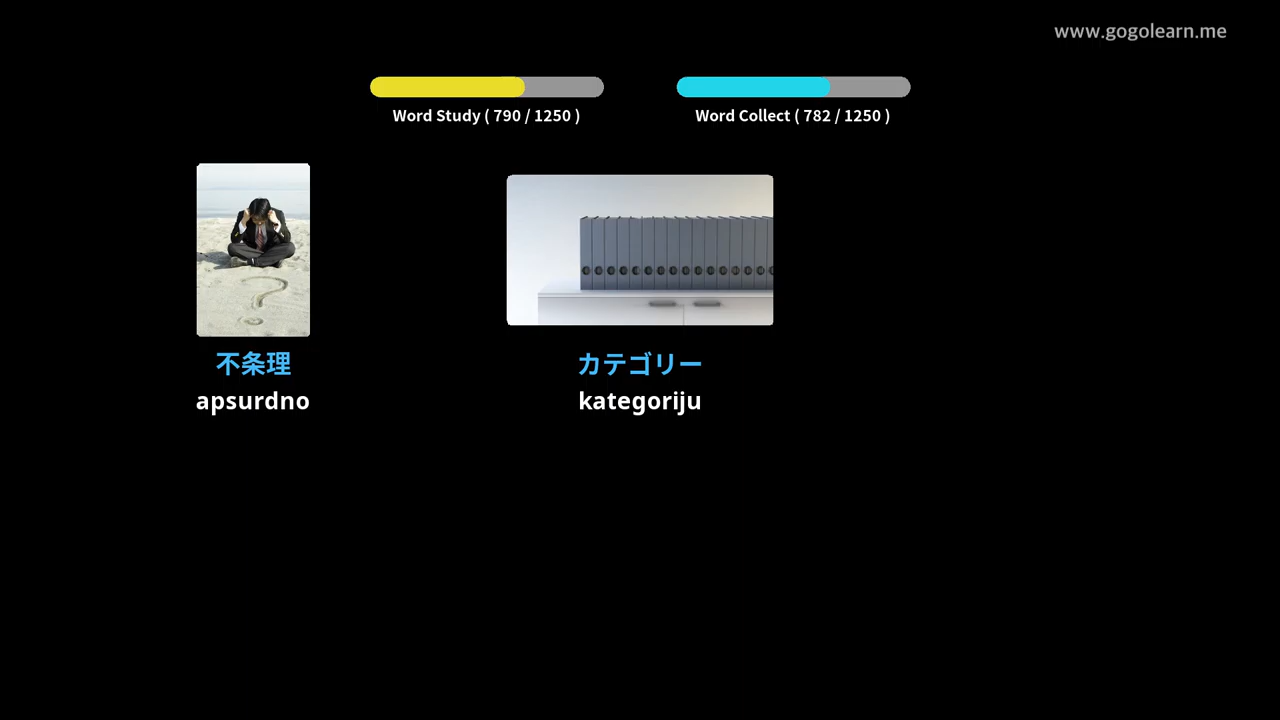 www.gogolearn.me
Word Study ( 790 / 1250 )
Word Collect ( 782 / 1250 )
不条理
カテゴリー
apsurdno
kategoriju